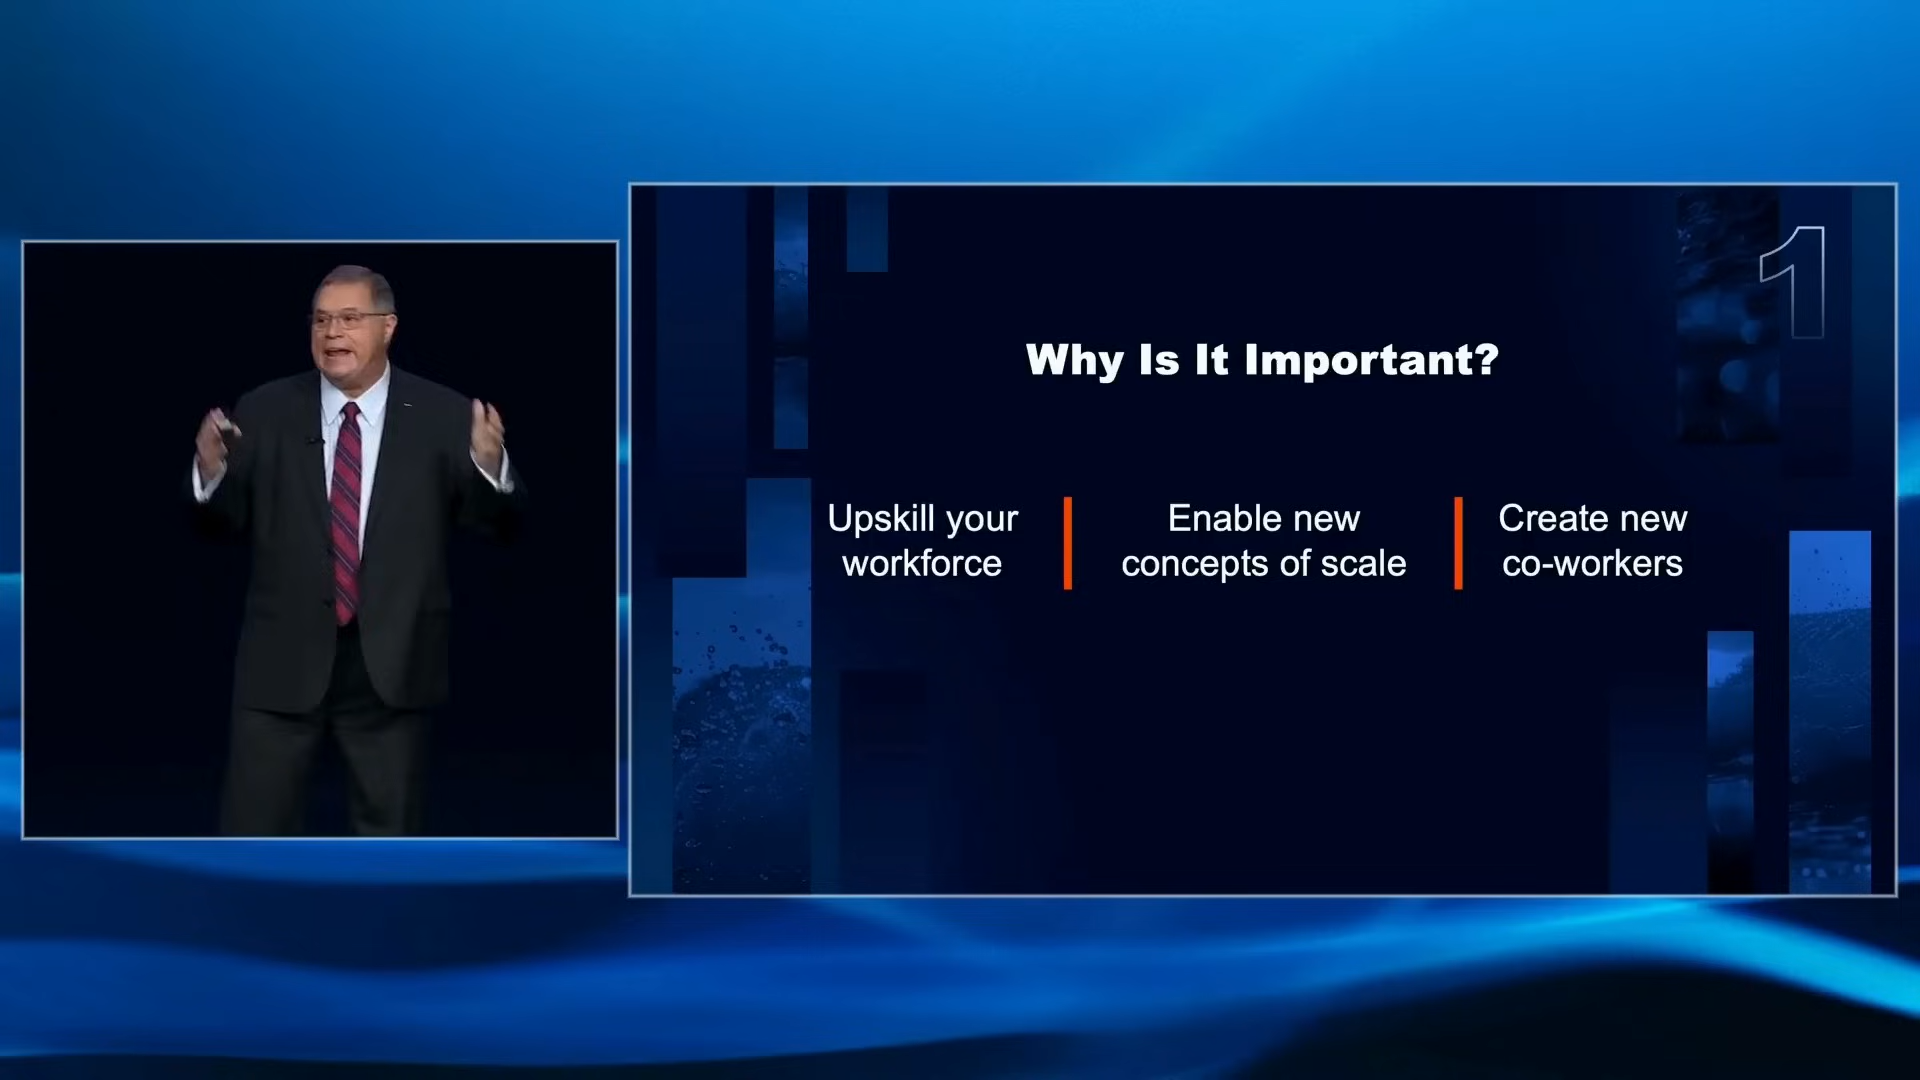 1
Why Is It Important?
Upskill your
workforce
Enable new
concepts of scale
Create new
co-workers